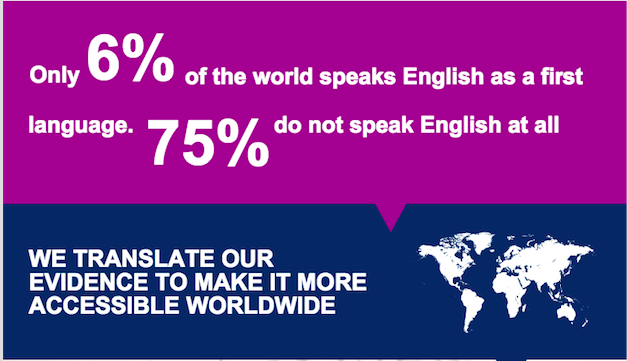 Only 6% of the world speaks English as a first
language. 75% do not speak English at all
WE TRANSLATE OUR
EVIDENCE TO MAKE IT MORE
ACCESSIBLE WORLDWIDE